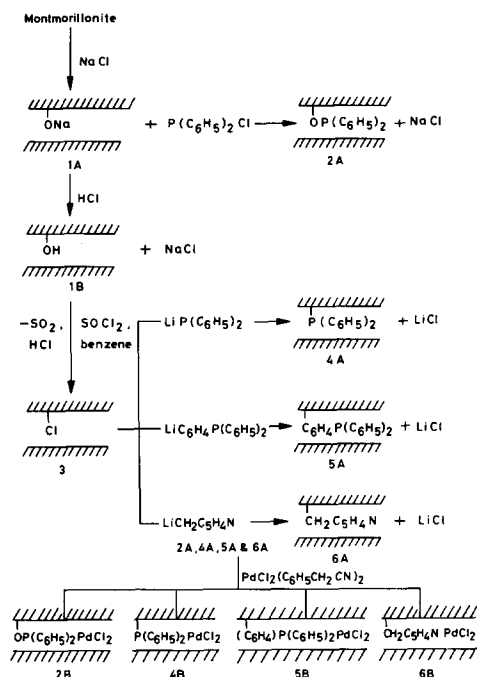 Montmorillonite
NaCl
ONa + P(C6H5)2 Cl OP(C6H5)2 + NaCl
1A 2A
HCl
OH + NaCl
1B
−SO2, SOCl2,
HCl benzene
LiP(C6H5)2 P(C6H5)2 + LiCl
4A
Cl LiC6H4P(C6H5)2 C6H4P(C6H5)2 + LiCl
3 5A
LiCH2C5H4N CH2C5H4N + LiCl
2A,4A,5A & 6A 6A
PdCl2(C6H5CH2CN)2
OP(C6H5)2PdCl2 P(C6H5)2PdCl2 (C6H4)P(C6H5)2PdCl2 CH2C5H4N PdCl2
2B 4B 5B 6B